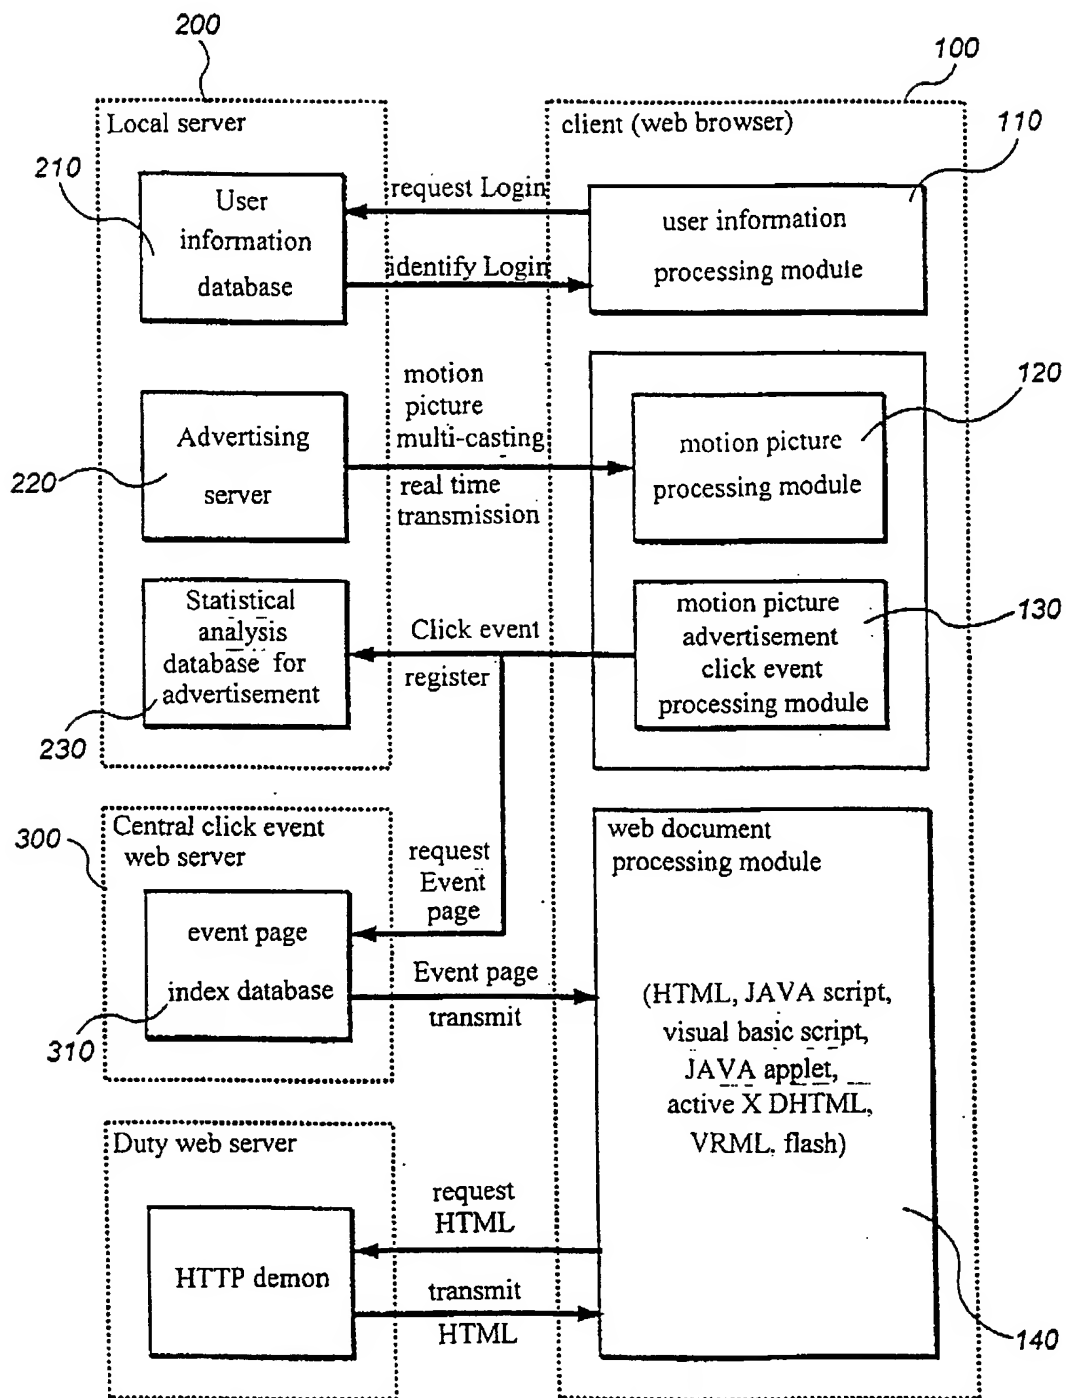 200
100
Local server
client (web browser)
110
210
User
information
database
request Login
identify Login
user information
processing module
motion
picture
multi-casting
real time
transmission
120
Advertising
server
220
motion picture
processing module
Statistical
analysis
database for
advertisement
230
Click event
register
motion picture
advertisement
click event
processing module
130
300
Central click event
web server
request
Event
page
web document
processing module
event page
index database
310
Event page
transmit
(HTML, JAVA script,
visual basic script,
JAVA applet,
active X DHTML,
VRML, flash)
Duty web server
request
HTML
HTTP demon
transmit
HTML
140